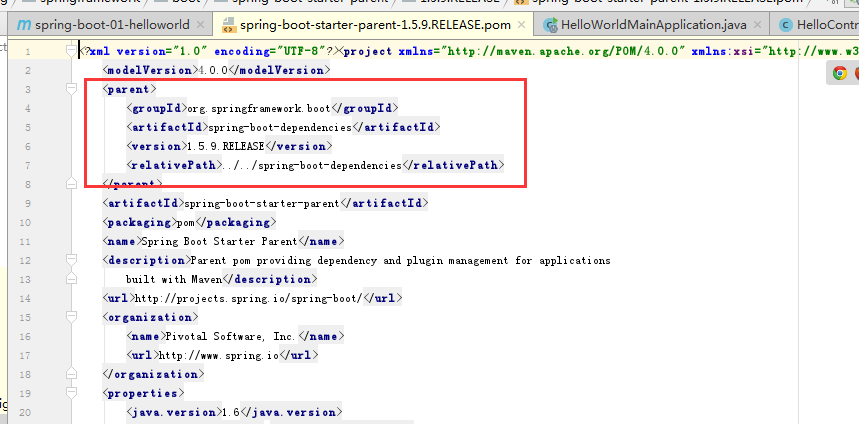 spring-boot-01-helloworld × spring-boot-starter-parent-1.5.9.RELEASE.pom × HelloWorldMainApplication.java × HelloContr
1 <?xml version="1.0" encoding="UTF-8"?><project xmlns="http://maven.apache.org/POM/4.0.0" xmlns:xsi="http://www.w3
2 <modelVersion>4.0.0</modelVersion>
3 <parent>
4 <groupId>org.springframework.boot</groupId>
5 <artifactId>spring-boot-dependencies</artifactId>
6 <version>1.5.9.RELEASE</version>
7 <relativePath>../../spring-boot-dependencies</relativePath>
8 </parent>
9 <artifactId>spring-boot-starter-parent</artifactId>
10 <packaging>pom</packaging>
11 <name>Spring Boot Starter Parent</name>
12 <description>Parent pom providing dependency and plugin management for applications
13 built with Maven</description>
14 <url>http://projects.spring.io/spring-boot/</url>
15 <organization>
16 <name>Pivotal Software, Inc.</name>
17 <url>http://www.spring.io</url>
18 </organization>
19 <properties>
20 <java.version>1.6</java.version>